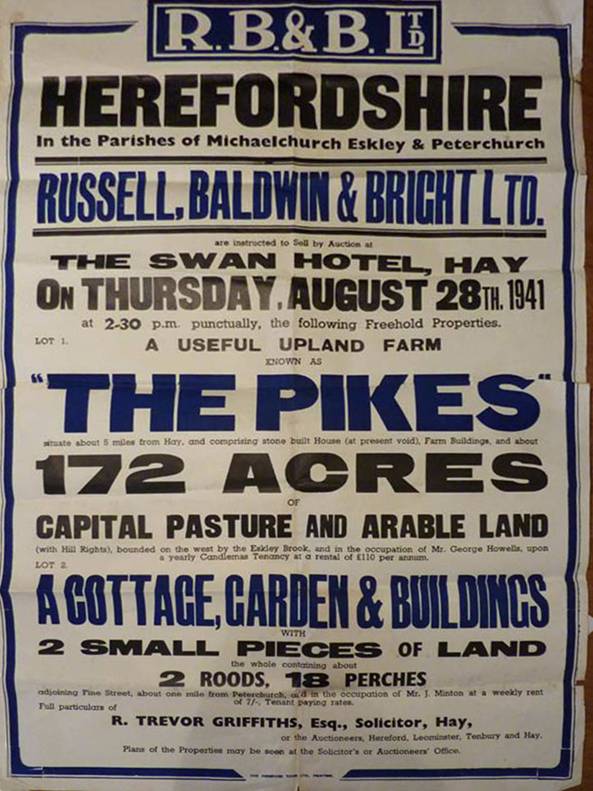 R.B.& B. LTD
HEREFORDSHIRE
In the Parishes of Michaelchurch Eskley & Peterchurch
RUSSELL, BALDWIN & BRIGHT LTD.
are instructed to Sell by Auction at
THE SWAN HOTEL, HAY
ON THURSDAY, AUGUST 28TH. 1941
at 2-30 p.m. punctually, the following Freehold Properties.
LOT 1. A USEFUL UPLAND FARM
KNOWN AS
"THE PIKES"
situate about 5 miles from Hay, and comprising stone built House (at present void), Farm Buildings, and about
172 ACRES
OF
CAPITAL PASTURE AND ARABLE LAND
(with Hill Rights), bounded on the west by the Eskley Brook, and in the occupation of Mr. George Howells, upon
a yearly Candlemas Tenancy at a rental of £110 per annum.
LOT 2.
A COTTAGE, GARDEN & BUILDINGS
WITH
2 SMALL PIECES OF LAND
the whole containing about
2 ROODS, 18 PERCHES
adjoining Fine Street, about one mile from Peterchurch, and in the occupation of Mr. J. Minton at a weekly rent
of 7/-, Tenant paying rates.
Full particulars of
R. TREVOR GRIFFITHS, Esq., Solicitor, Hay,
or the Auctioneers, Hereford, Leominster, Tenbury and Hay.
Plans of the Properties may be seen at the Solicitor's or Auctioneers' Office.